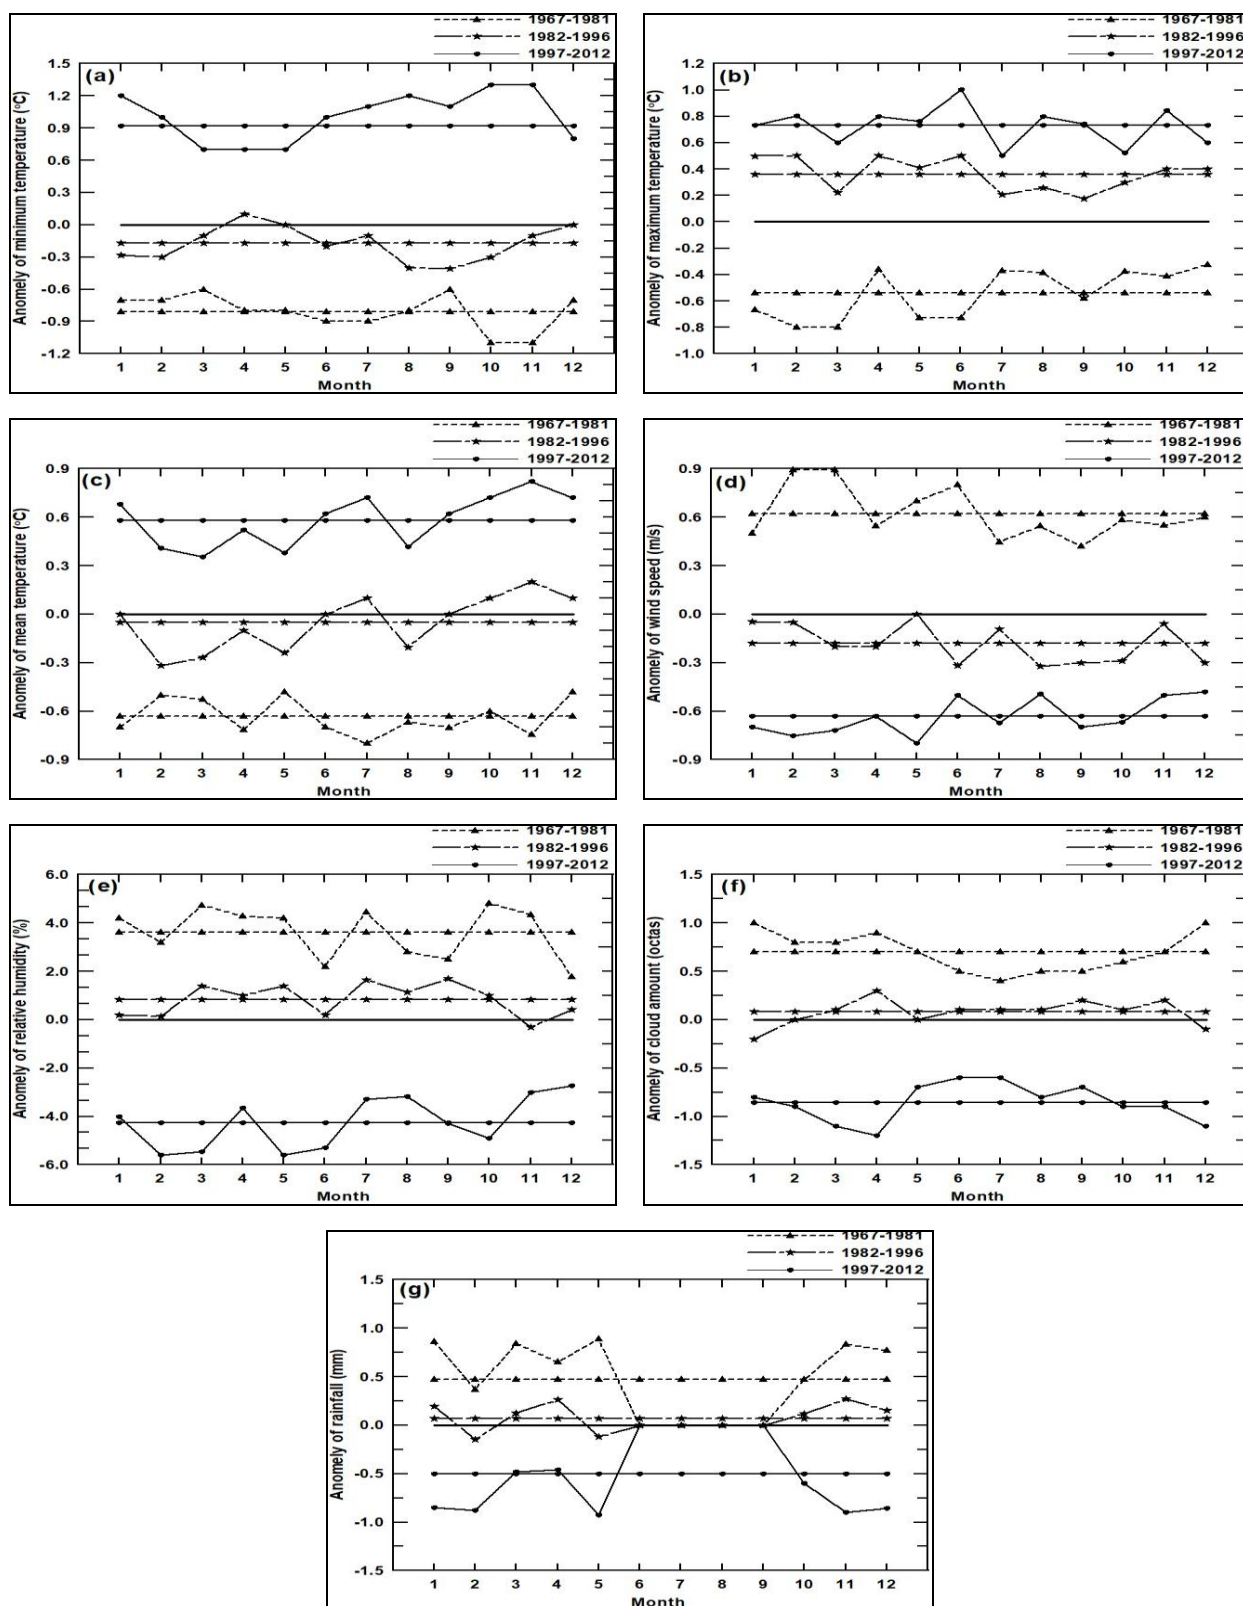 1967-1981
1982-1996
1997-2012
(a)
Anomely of minimum temperature (°C)
1.5
1.2
0.9
0.6
0.3
0.0
-0.3
-0.6
-0.9
-1.2
1 2 3 4 5 6 7 8 9 10 11 12
Month
1967-1981
1982-1996
1997-2012
(b)
Anomely of maximum temperature (°C)
1.2
1.0
0.8
0.6
0.4
0.2
0.0
-0.2
-0.4
-0.6
-0.8
-1.0
1 2 3 4 5 6 7 8 9 10 11 12
Month
1967-1981
1982-1996
1997-2012
(c)
Anomely of mean temperature (°C)
0.9
0.6
0.3
0.0
-0.3
-0.6
-0.9
1 2 3 4 5 6 7 8 9 10 11 12
Month
1967-1981
1982-1996
1997-2012
(d)
Anomely of wind speed (m/s)
0.9
0.6
0.3
0.0
-0.3
-0.6
-0.9
1 2 3 4 5 6 7 8 9 10 11 12
Month
1967-1981
1982-1996
1997-2012
(e)
Anomely of relative humidity (%)
6.0
4.0
2.0
0.0
-2.0
-4.0
-6.0
1 2 3 4 5 6 7 8 9 10 11 12
Month
1967-1981
1982-1996
1997-2012
(f)
Anomely of cloud amount (octas)
1.5
1.0
0.5
0.0
-0.5
-1.0
-1.5
1 2 3 4 5 6 7 8 9 10 11 12
Month
1967-1981
1982-1996
1997-2012
(g)
Anomely of rainfall (mm)
1.5
1.0
0.5
0.0
-0.5
-1.0
-1.5
1 2 3 4 5 6 7 8 9 10 11 12
Month